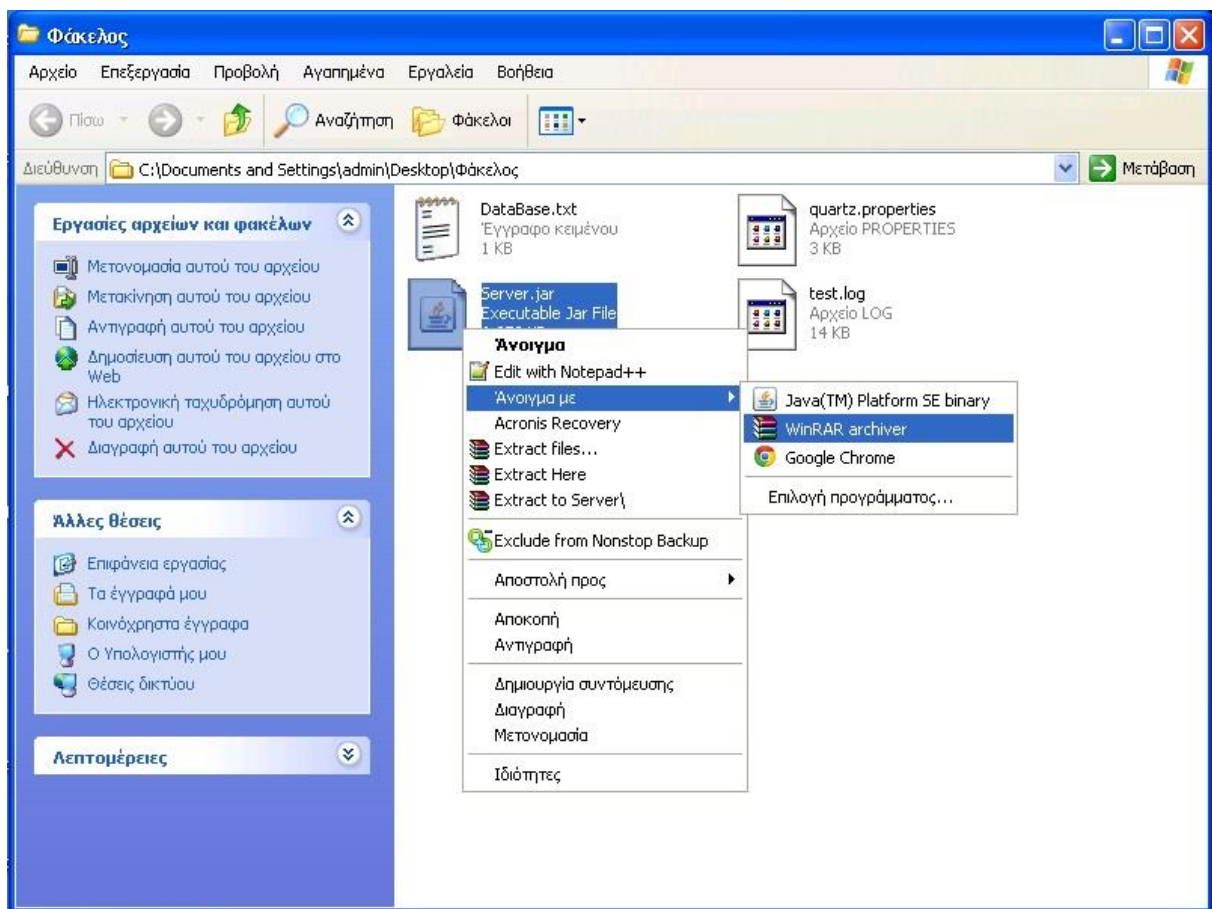 Φάκελος
Αρχείο Επεξεργασία Προβολή Αγαπημένα Εργαλεία Βοήθεια
Πίσω Αναζήτηση Φάκελοι
Διεύθυνση C:\Documents and Settings\admin\Desktop\Φάκελος Μετάβαση
Εργασίες αρχείων και φακέλων
Μετονομασία αυτού του αρχείου
Μετακίνηση αυτού του αρχείου
Αντιγραφή αυτού του αρχείου
Δημοσίευση αυτού του αρχείου στο
Web
Ηλεκτρονική ταχυδρόμηση αυτού
του αρχείου
Διαγραφή αυτού του αρχείου
Άλλες θέσεις
Επιφάνεια εργασίας
Τα έγγραφά μου
Κοινόχρηστα έγγραφα
Ο Υπολογιστής μου
Θέσεις δικτύου
Λεπτομέρειες
DataBase.txt
Έγγραφο κειμένου
1 KB
quartz.properties
Αρχείο PROPERTIES
3 KB
Server.jar
Executable Jar File
test.log
Αρχείο LOG
14 KB
Άνοιγμα
Edit with Notepad++
Άνοιγμα με
Acronis Recovery
Extract files...
Extract Here
Extract to Server\
Exclude from Nonstop Backup
Αποστολή προς
Αποκοπή
Αντιγραφή
Δημιουργία συντόμευσης
Διαγραφή
Μετονομασία
Ιδιότητες
Java(TM) Platform SE binary
WinRAR archiver
Google Chrome
Επιλογή προγράμματος...